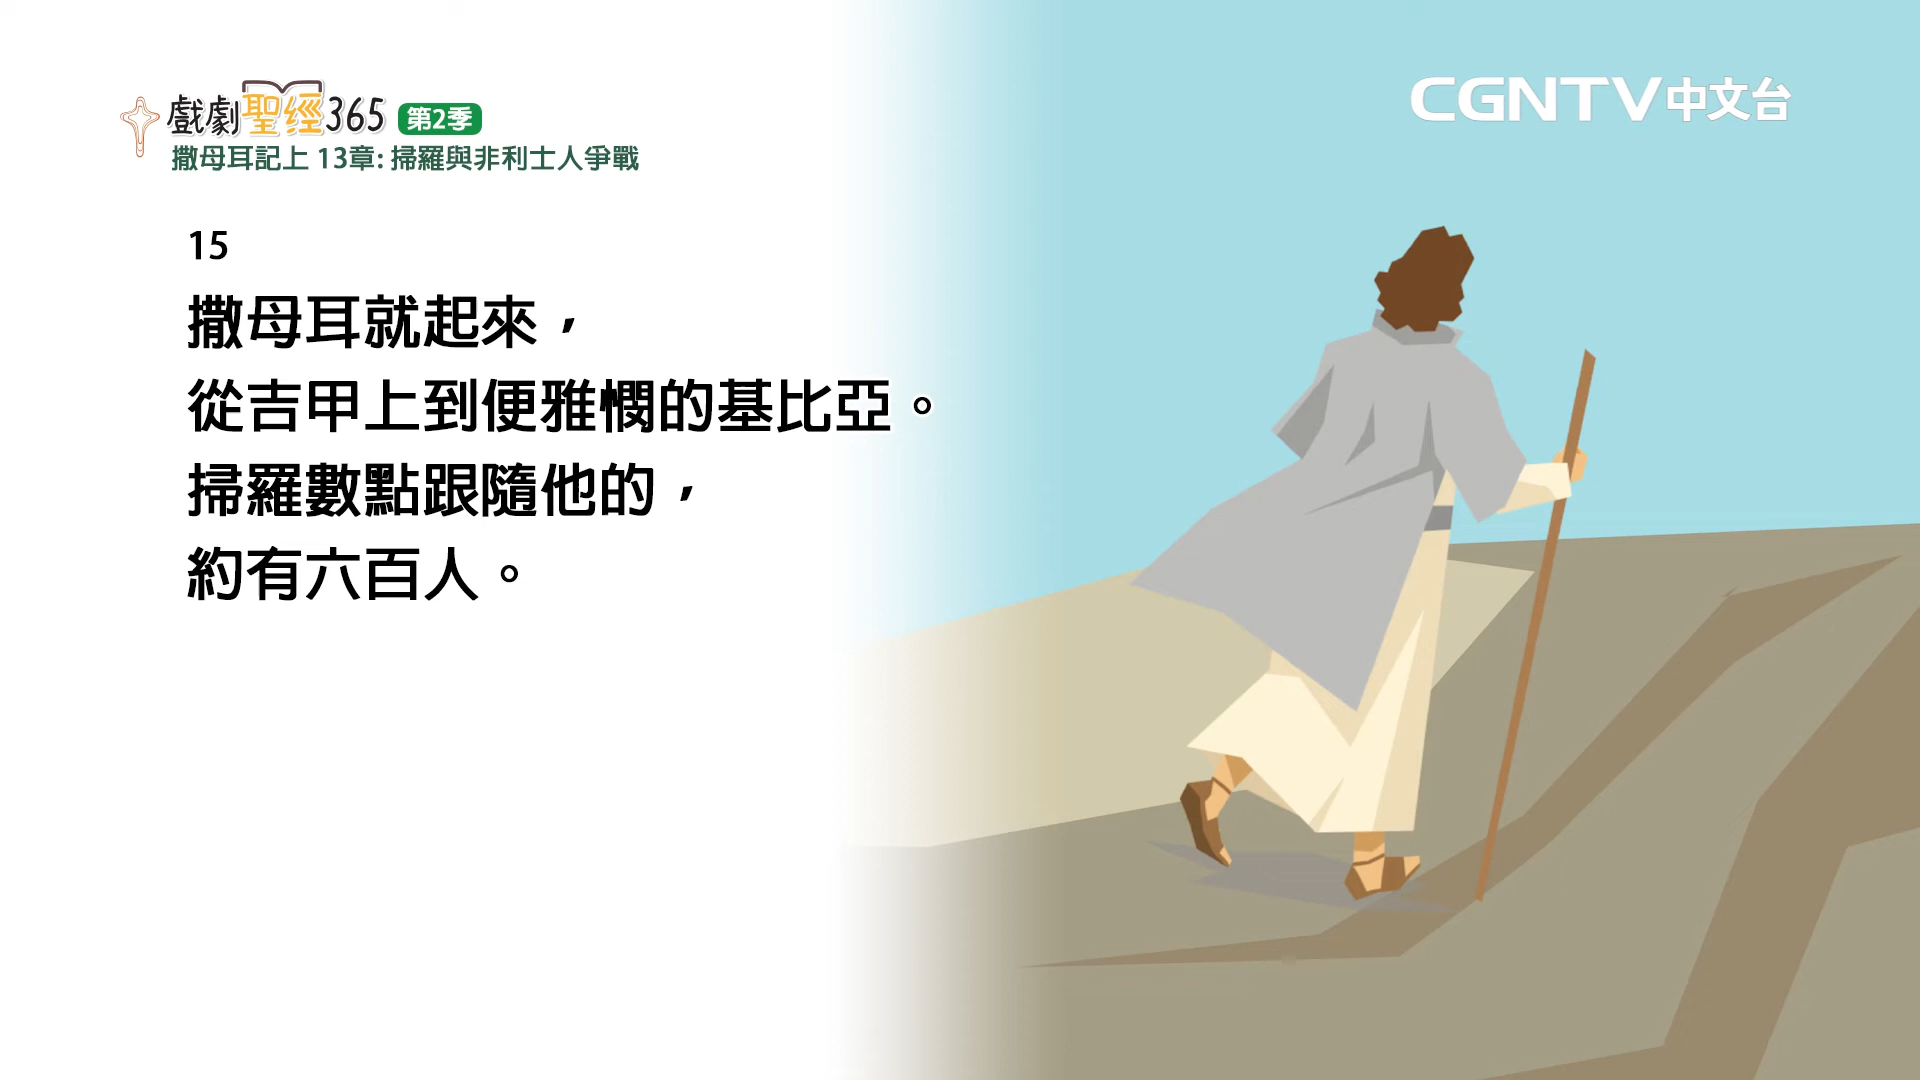 戲劇聖經365 第2季
CGNTV中文台
撒母耳記上 13章: 掃羅與非利士人爭戰
15
撒母耳就起來，
從吉甲上到便雅憫的基比亞。
掃羅數點跟隨他的，
約有六百人。